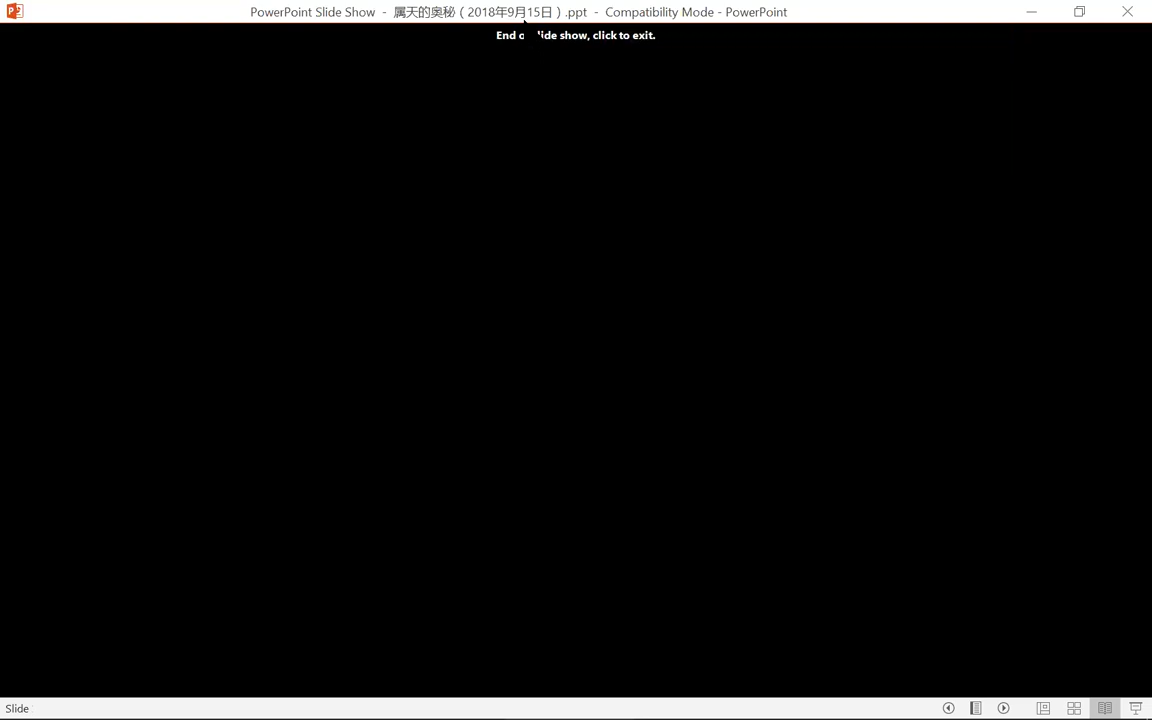 PowerPoint Slide Show - 属天的奥秘（2018年9月15日）.ppt - Compatibility Mode - PowerPoint
End show, click to exit.
Slide